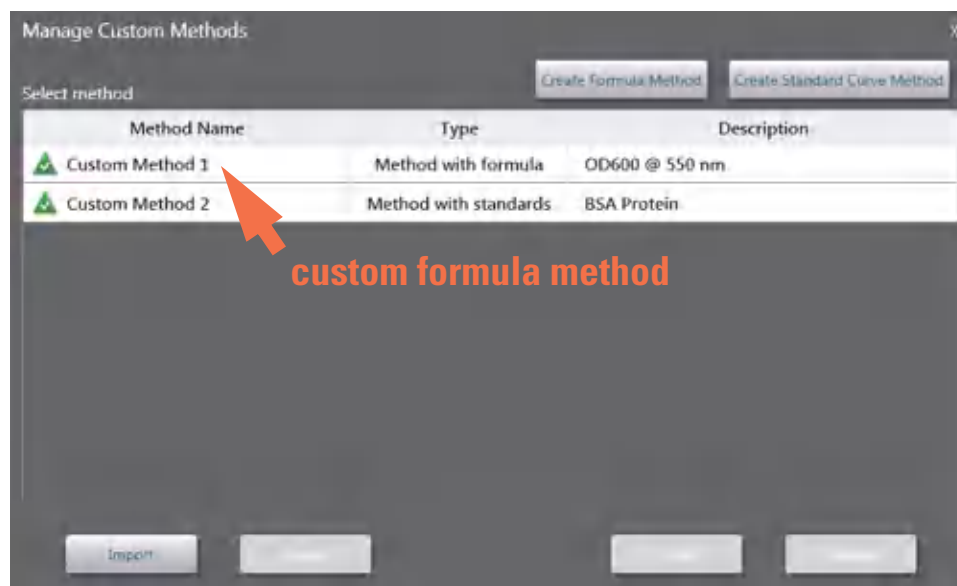 Manage Custom Methods
X
Create Formula Method
Create Standard Curve Method
Select method
Method Name
Type
Description
Custom Method 1
Method with formula
OD600 @ 550 nm
Custom Method 2
Method with standards
BSA Protein
custom formula method
Import